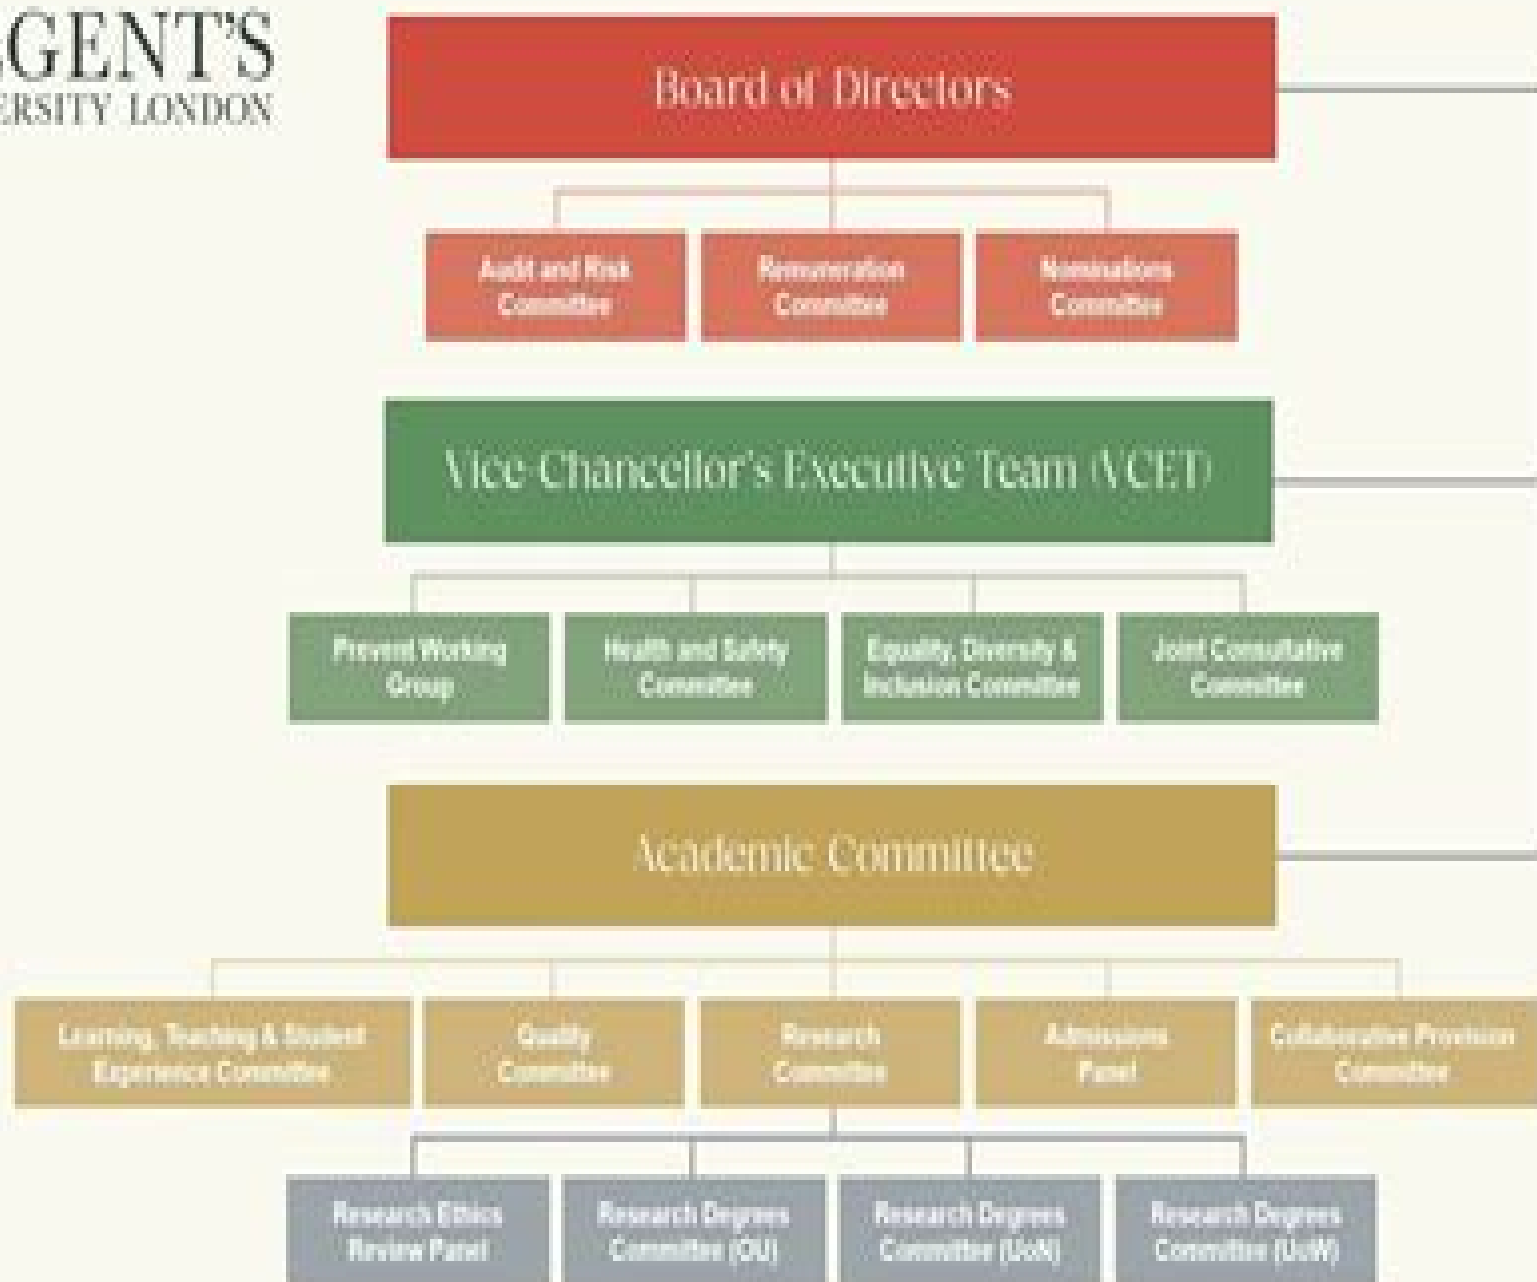 GENT'S
ERSITY LONDON
Board of Directors
Audit and Risk
Committee
Remuneration
Committee
Nominations
Committee
Vice-Chancellor's Executive Team (VCET)
Prevent Working
Group
Health and Safety
Committee
Equality, Diversity &
Inclusion Committee
Joint Consultative
Committee
Academic Committee
Learning, Teaching & Student
Experience Committee
Quality
Committee
Research
Committee
Admissions
Panel
Collaborative Provision
Committee
Research Ethics
Review Panel
Research Degrees
Committee (OU)
Research Degrees
Committee (UoN)
Research Degrees
Committee (UoW)